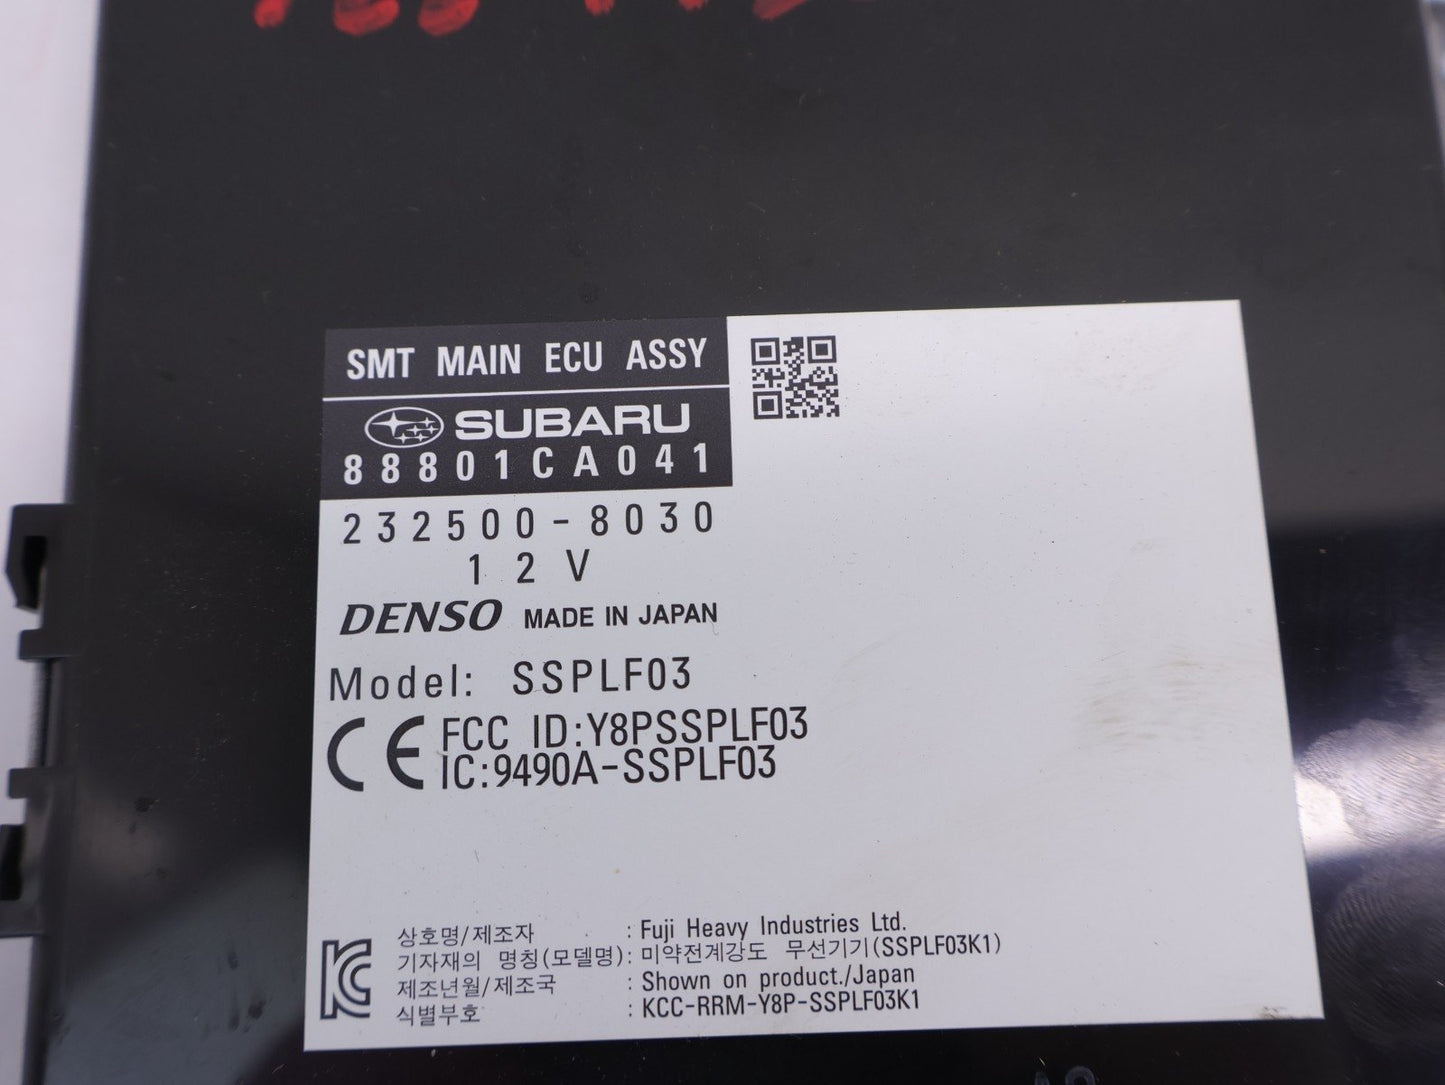 SMT MAIN ECU ASSY
SUBARU
88801CA041
232500-8030
12V
DENSO MADE IN JAPAN
Model: SSPLF03
CE FCC ID:Y8PSSPLF03
IC:9490A-SSPLF03
상호명/제조자 : Fuji Heavy Industries Ltd.
기자재의 명칭(모델명): 미약전계강도 무선기기(SSPLF03K1)
제조년월/제조국 : Shown on product./Japan
식별부호 : KCC-RRM-Y8P-SSPLF03K1